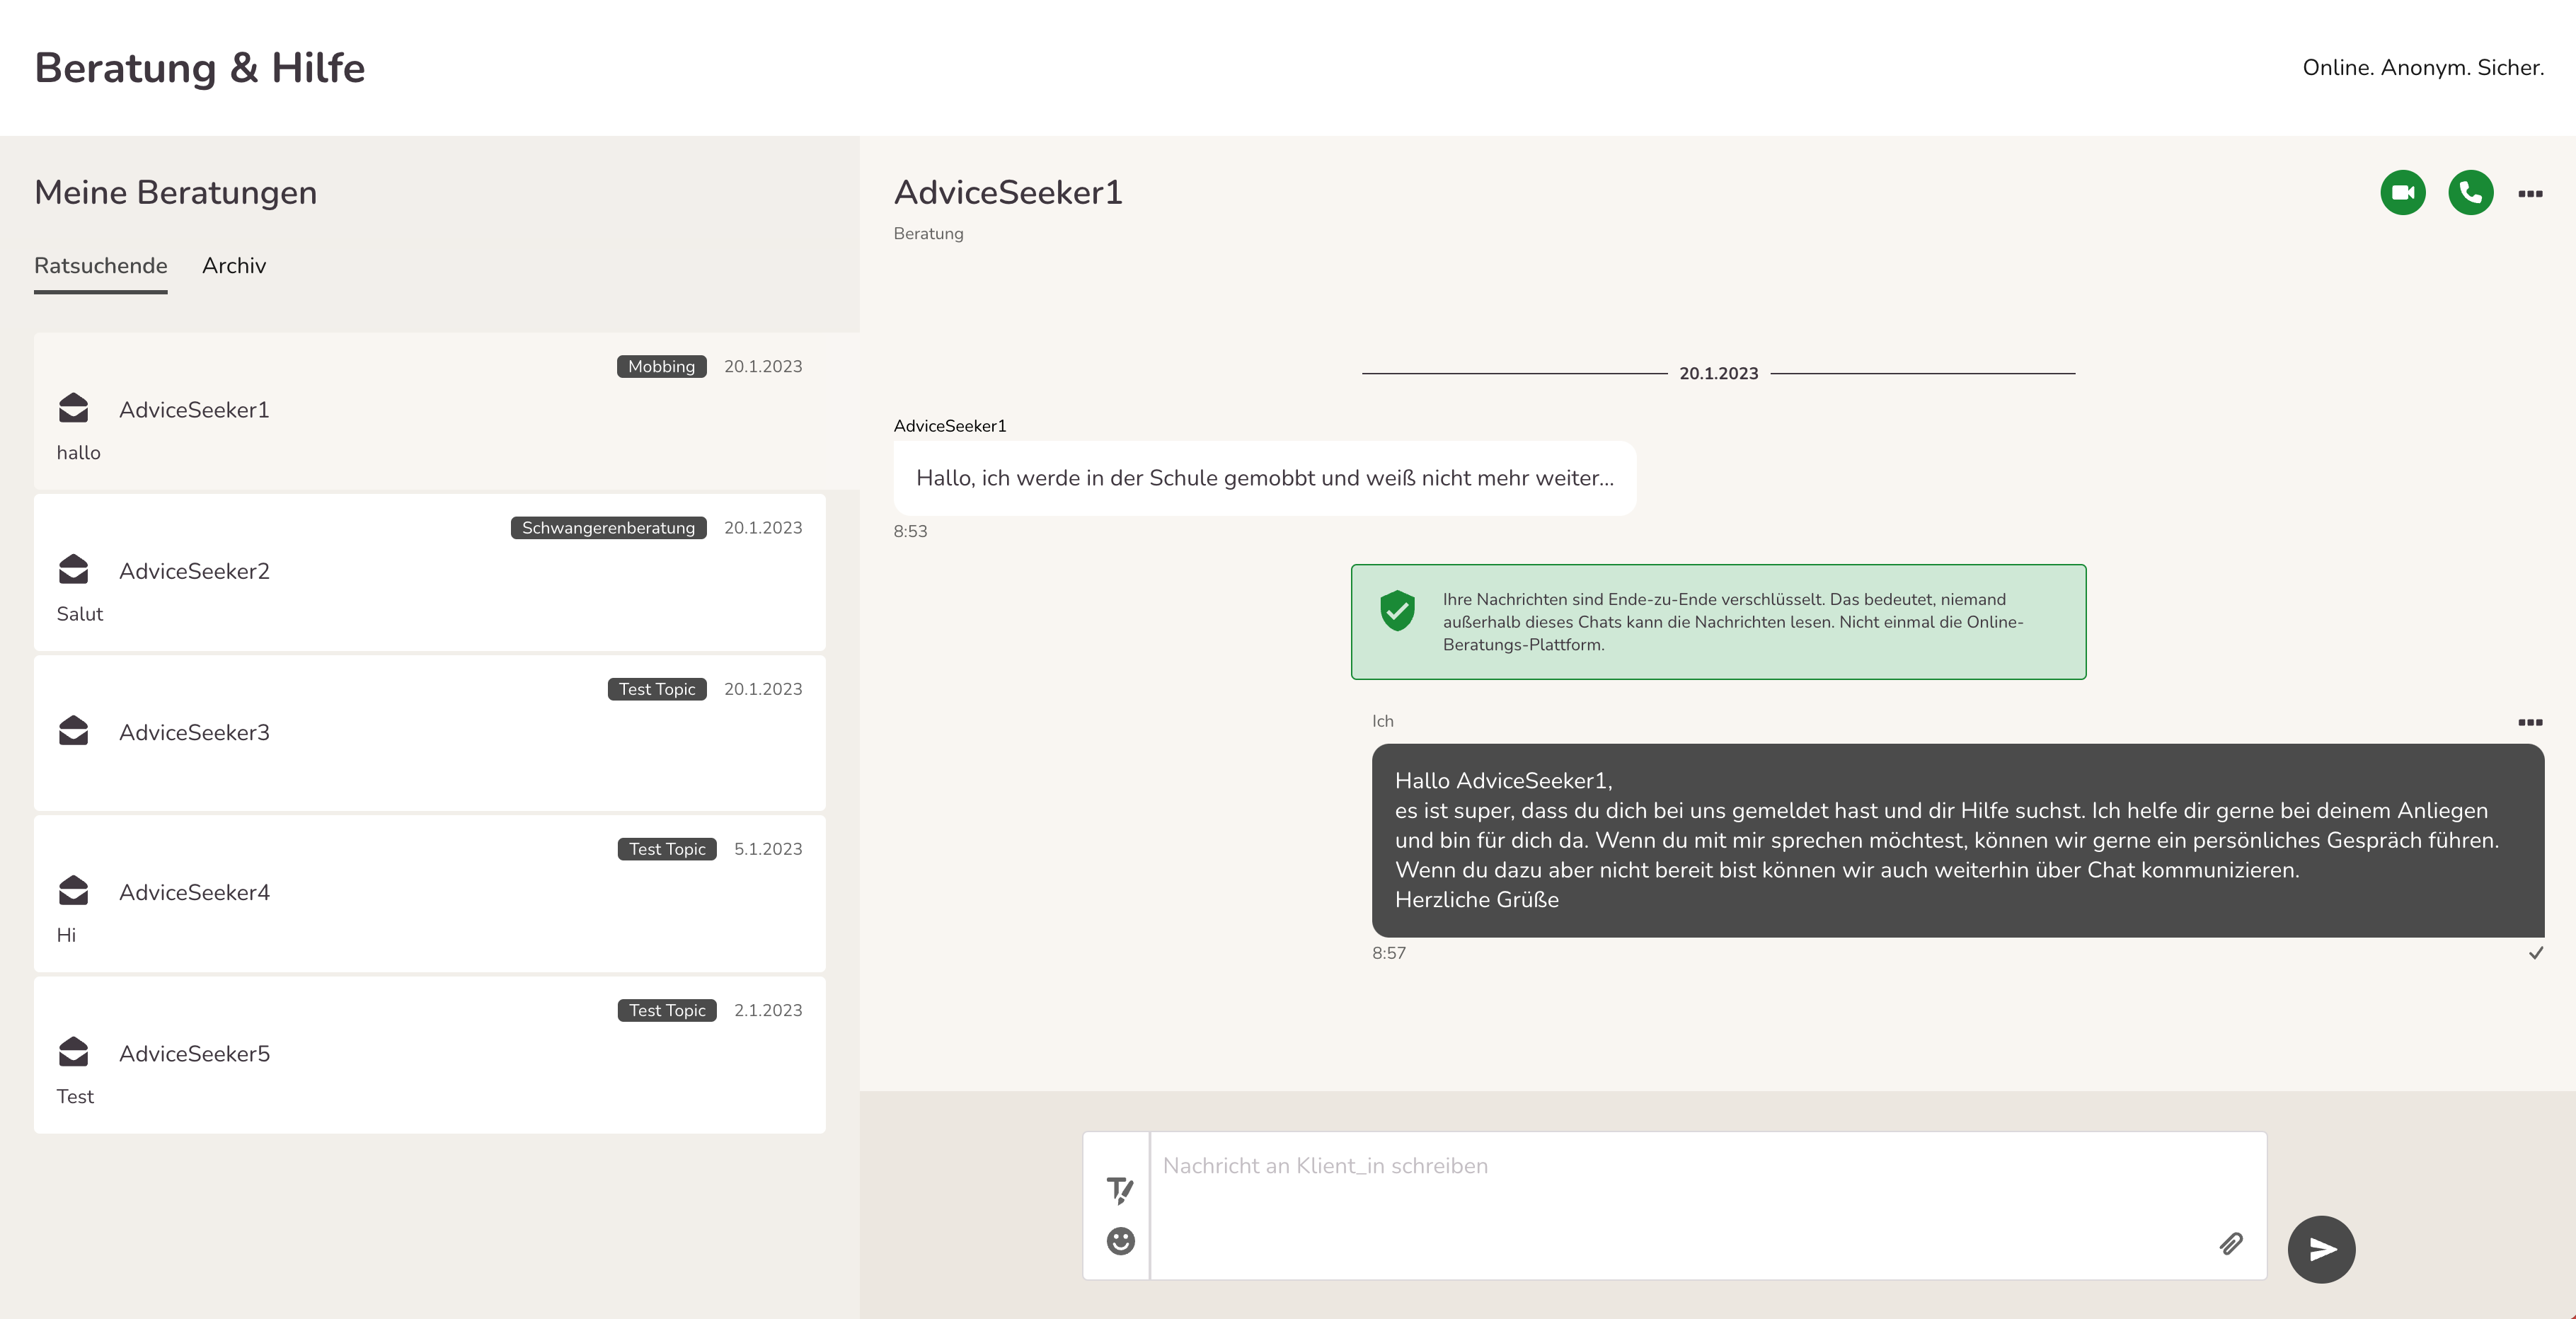 Beratung & Hilfe
Online. Anonym. Sicher.
Meine Beratungen
Ratsuchende
Archiv
Mobbing
20.1.2023
AdviceSeeker1
hallo
Schwangerenberatung
20.1.2023
AdviceSeeker2
Salut
Test Topic
20.1.2023
AdviceSeeker3
Test Topic
5.1.2023
AdviceSeeker4
Hi
Test Topic
2.1.2023
AdviceSeeker5
Test
AdviceSeeker1
Beratung
20.1.2023
AdviceSeeker1
Hallo, ich werde in der Schule gemobbt und weiß nicht mehr weiter...
8:53
Ihre Nachrichten sind Ende-zu-Ende verschlüsselt. Das bedeutet, niemand
außerhalb dieses Chats kann die Nachrichten lesen. Nicht einmal die Online-
Beratungs-Plattform.
Ich
Hallo AdviceSeeker1,
es ist super, dass du dich bei uns gemeldet hast und dir Hilfe suchst. Ich helfe dir gerne bei deinem Anliegen
und bin für dich da. Wenn du mit mir sprechen möchtest, können wir gerne ein persönliches Gespräch führen.
Wenn du dazu aber nicht bereit bist können wir auch weiterhin über Chat kommunizieren.
Herzliche Grüße
8:57
Nachricht an Klient_in schreiben